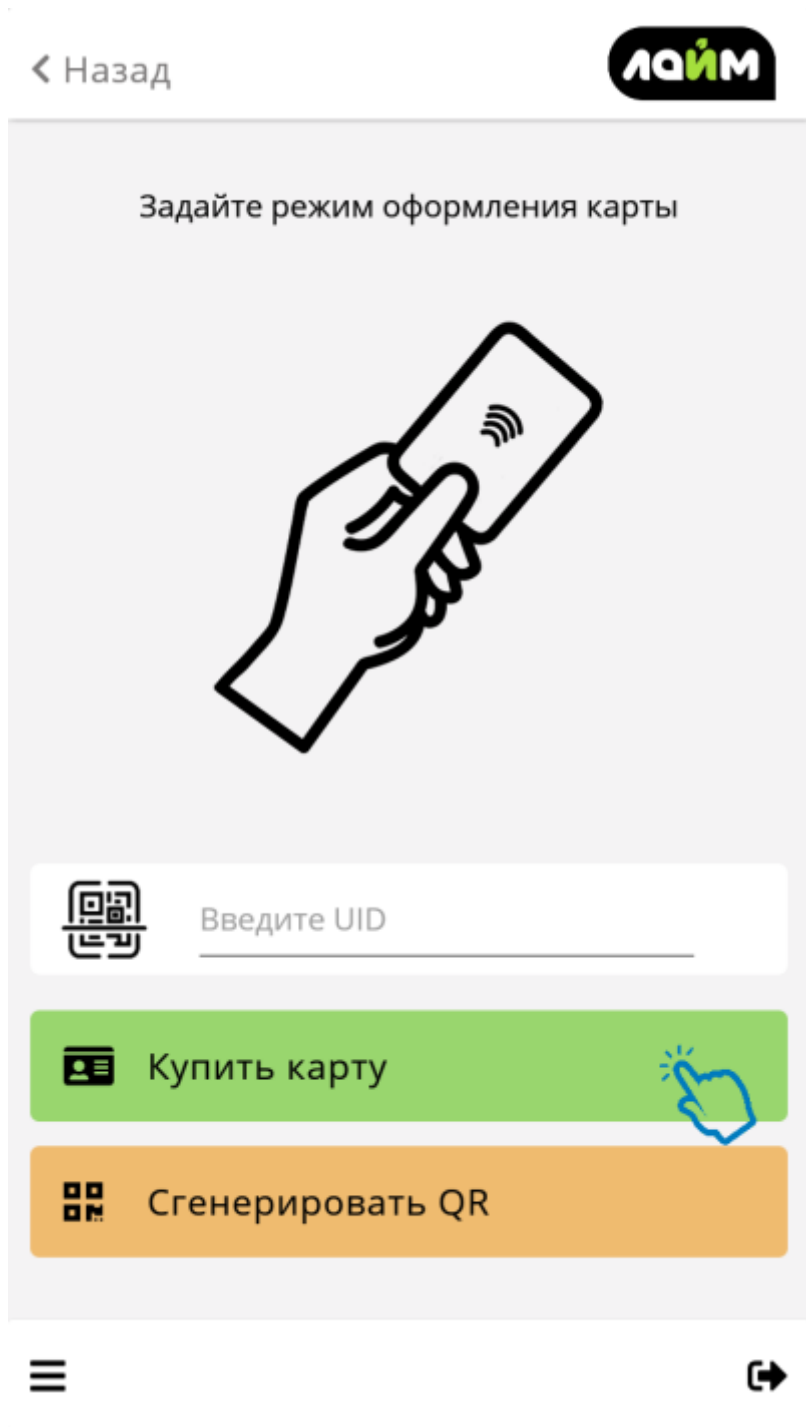 Назад
лайм
Задайте режим оформления карты
Введите UID
Купить карту
Сгенерировать QR